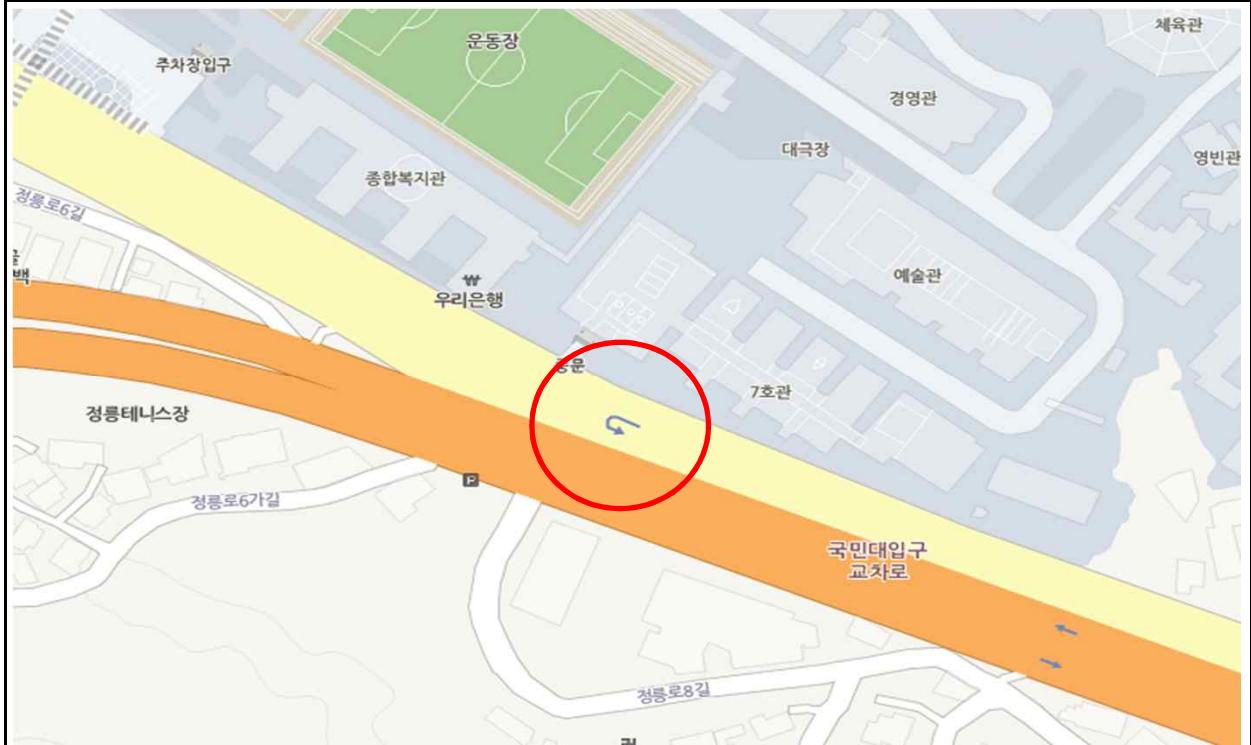 체육관
운동장
주차장입구
경영관
대극장
영빈관
종합복지관
정릉로6길
백
예술관
₩
우리은행
7호관
정릉테니스장
P
정릉로6가길
국민대입구
교차로
정릉로8길